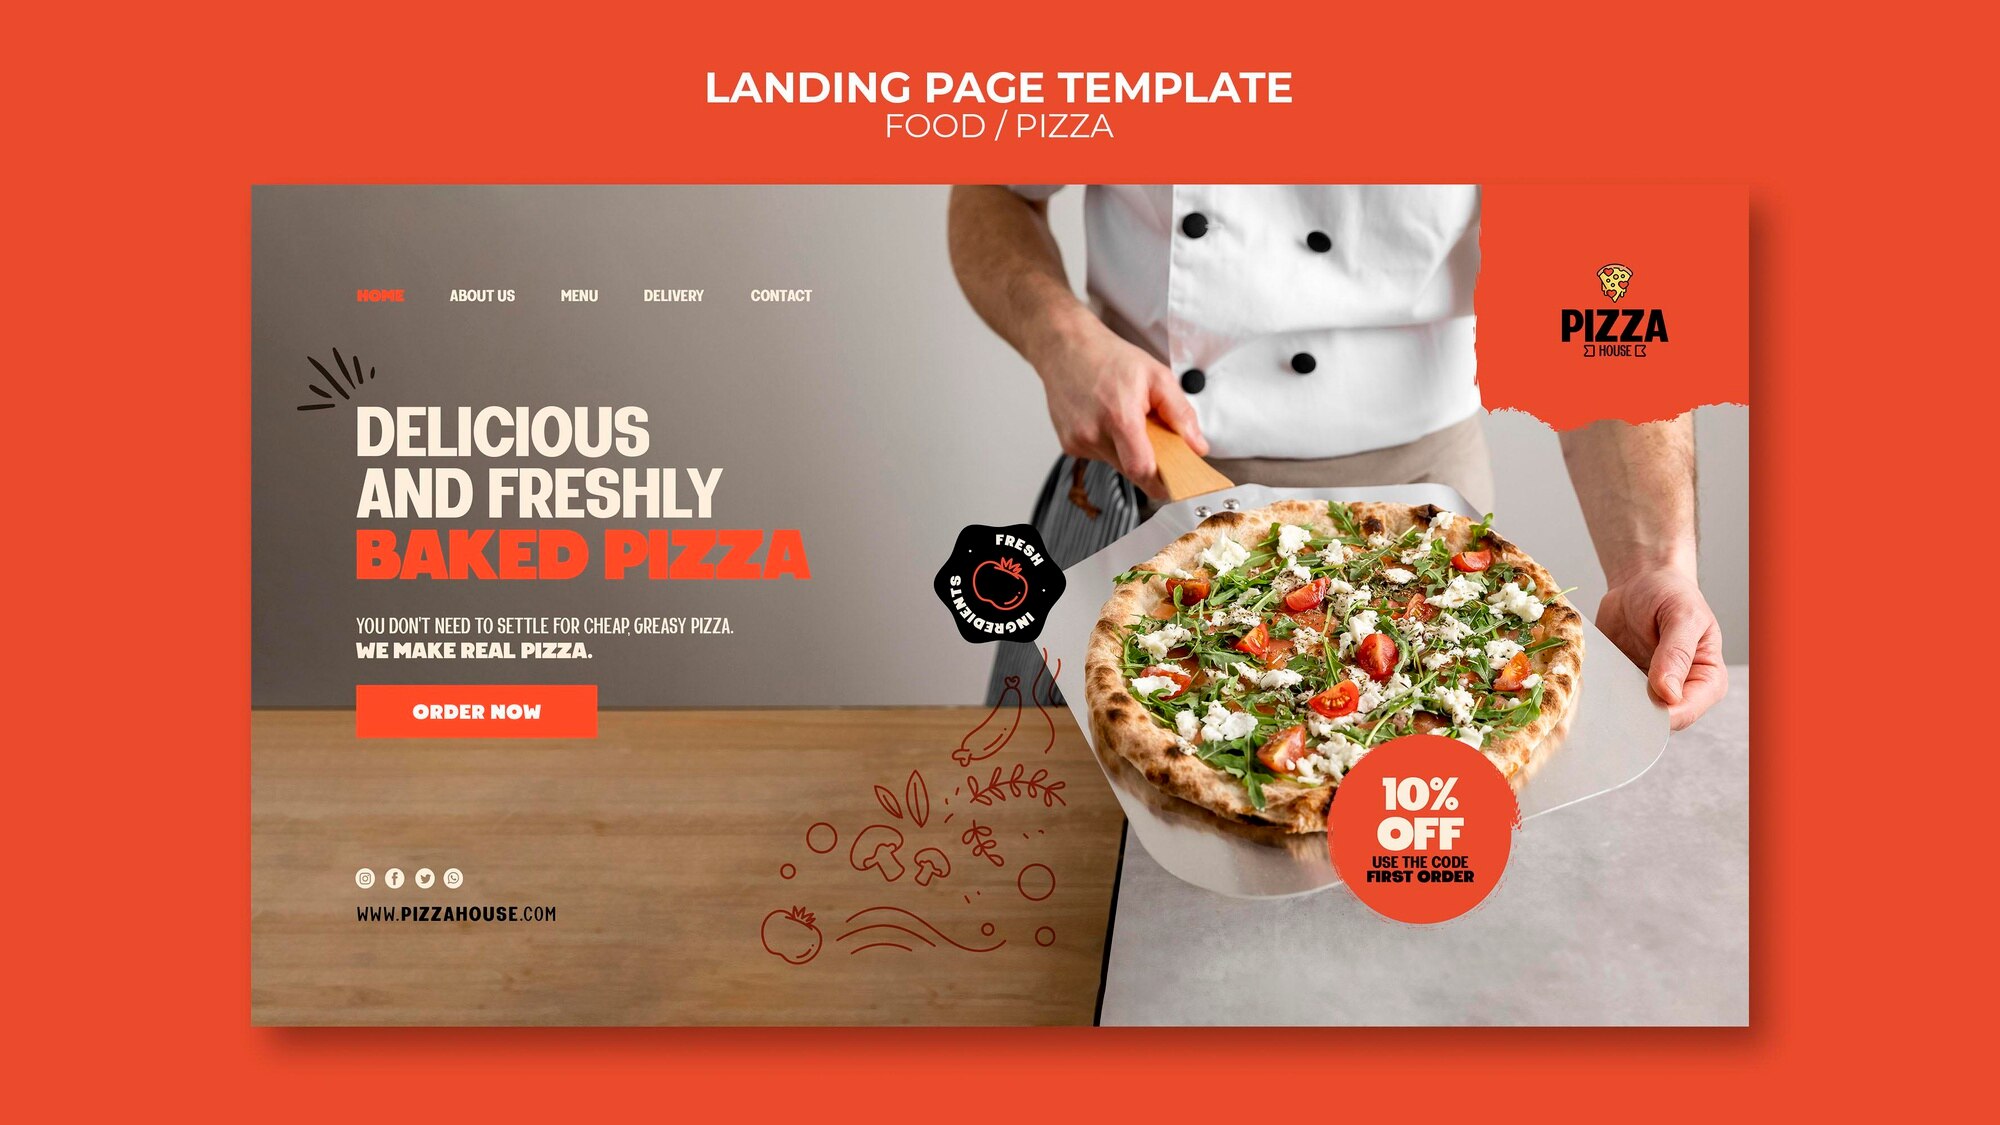 LANDING PAGE TEMPLATE
FOOD / PIZZA
HOME ABOUT US MENU DELIVERY CONTACT
PIZZA
HOUSE
DELICIOUS
AND FRESHLY
BAKED PIZZA
FRESH
INGREDIENTS
YOU DON'T NEED TO SETTLE FOR CHEAP, GREASY PIZZA.
WE MAKE REAL PIZZA.
ORDER NOW
10%
OFF
USE THE CODE
FIRST ORDER
WWW.PIZZAHOUSE.COM